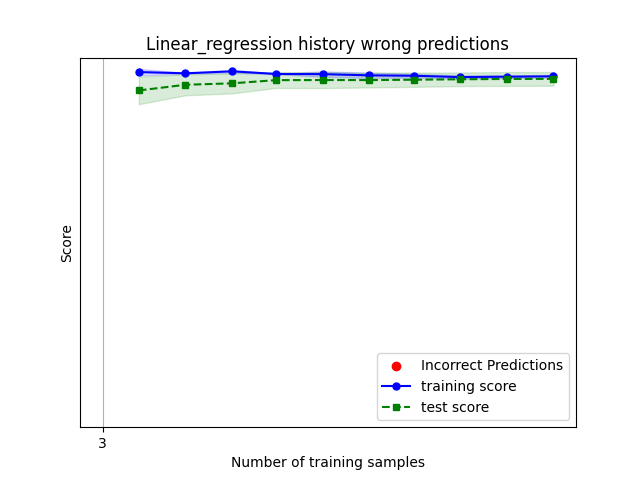 Linear_regression history wrong predictions
Score
Incorrect Predictions
training score
test score
3
Number of training samples